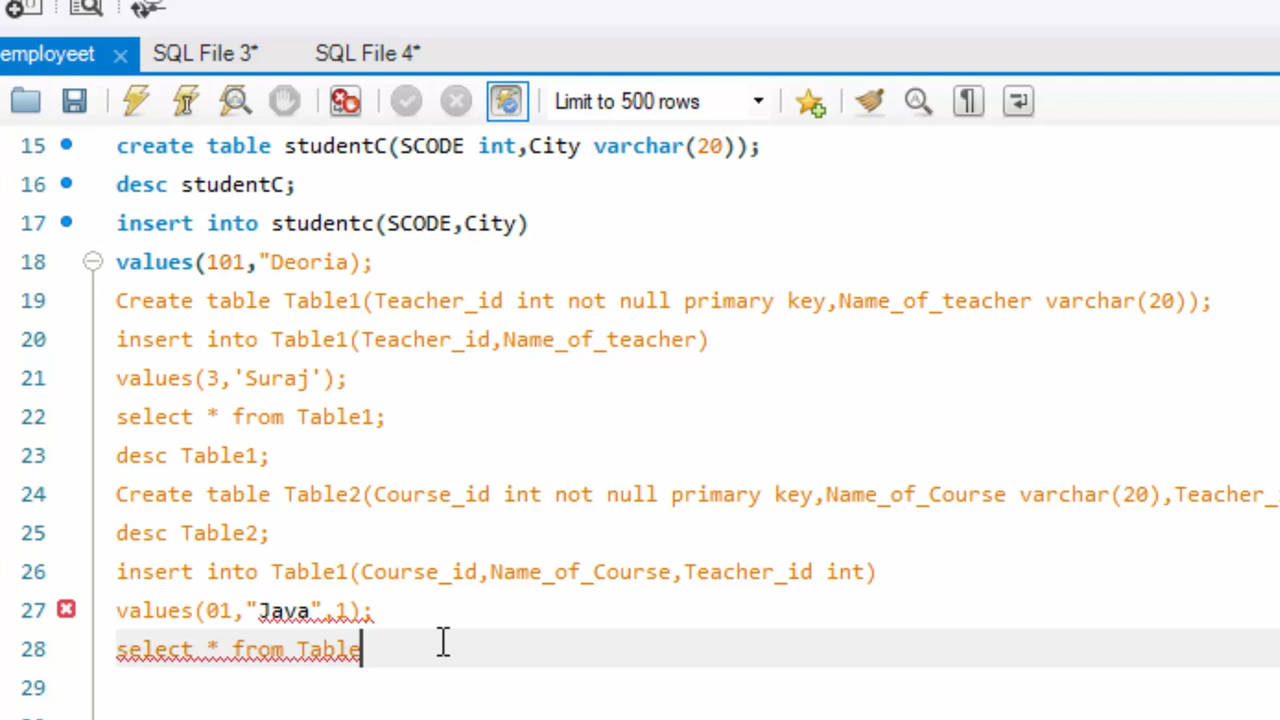 employeet SQL File 3* SQL File 4*
Limit to 500 rows
15 create table studentC(SCODE int,City varchar(20));
16 desc studentC;
17 insert into studentc(SCODE,City)
18 values(101,"Deoria);
19 Create table Table1(Teacher_id int not null primary key,Name_of_teacher varchar(20));
20 insert into Table1(Teacher_id,Name_of_teacher)
21 values(3,'Suraj');
22 select * from Table1;
23 desc Table1;
24 Create table Table2(Course_id int not null primary key,Name_of_Course varchar(20),Teacher_
25 desc Table2;
26 insert into Table1(Course_id,Name_of_Course,Teacher_id int)
27 values(01,"Java",1);
28 select * from Table
29